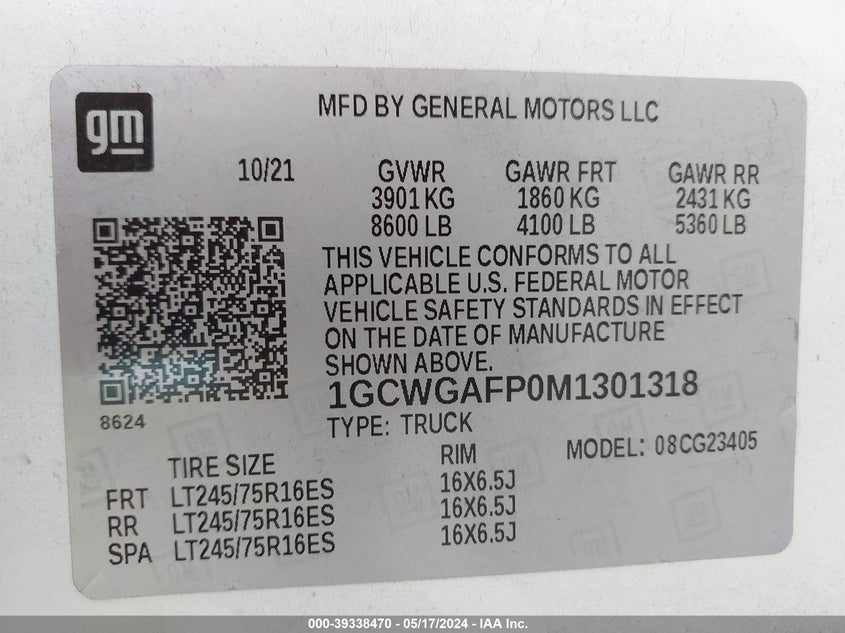 gm
MFD BY GENERAL MOTORS LLC
10/21 GVWR GAWR FRT GAWR RR
3901 KG 1860 KG 2431 KG
8600 LB 4100 LB 5360 LB
THIS VEHICLE CONFORMS TO ALL
APPLICABLE U.S. FEDERAL MOTOR
VEHICLE SAFETY STANDARDS IN EFFECT
ON THE DATE OF MANUFACTURE
SHOWN ABOVE.
1GCWGAFP0M1301318
8624
TYPE: TRUCK
MODEL: 08CG23405
TIRE SIZE RIM
FRT LT245/75R16ES 16X6.5J
RR LT245/75R16ES 16X6.5J
SPA LT245/75R16ES 16X6.5J
000-39338470 - 05/17/2024 - IAA Inc.